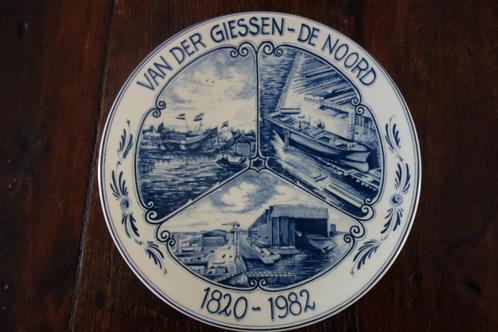 VAN DER GIESSEN-DE NOORD
1820-1982